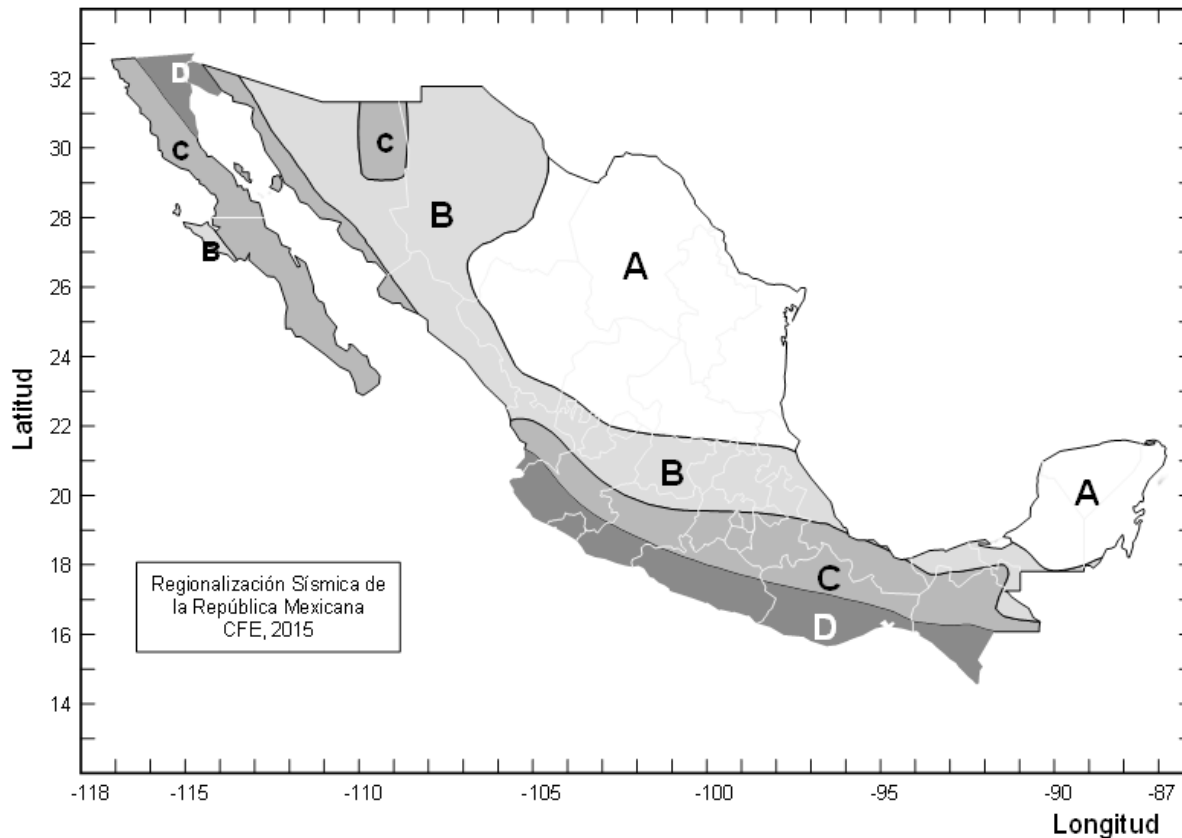 32
30
28
26
24
22
20
18
16
14
Latitud
D
C
B
C
B
A
B
A
C
D
Regionalización Sísmica de
la República Mexicana
CFE, 2015
-118 -115 -110 -105 -100 -95 -90 -87
Longitud